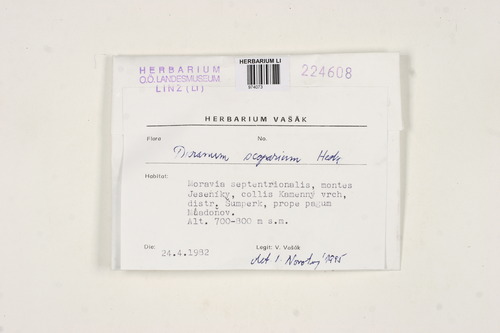 HERBARIUM
O.Ö. LANDESMUSEUM
LINZ (LI)
HERBARIUM LI
974073
224608
HERBARIUM VAŠÁK
Flora
No.
Dicranum scoparium Hedw.
Habitat:
Moravia septentrionalis, montes
Jeseníky, collis Kamenný vrch,
distr. Šumperk, prope pagum
Mladoňov.
Alt. 700-800 m s.m.
Die: 24.4.1982
Legit: V. Vašák
det I. Novotný 1985